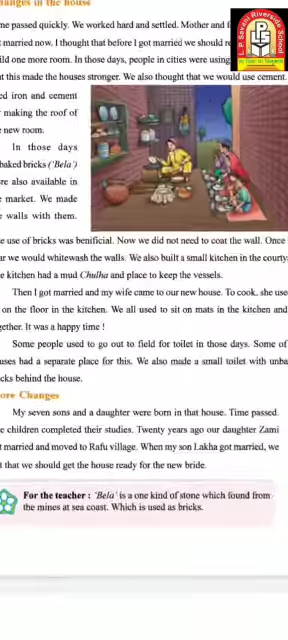 anges in the house
me passed quickly. We worked hard and settled. Mother and f
t married now. I thought that before I got married we should re
ild one more room. In those days, people in cities were using
t this made the houses stronger. We also thought that we would use cement.
ed iron and cement
making the roof of
new room.
In those days
baked bricks ('Bela')
re also available in
market. We made
walls with them.
e use of bricks was benificial. Now we did not need to coat the wall. Once
ar we would whitewash the walls. We also built a small kitchen in the courty
e kitchen had a mud Chulha and place to keep the vessels.
Then I got married and my wife came to our new house. To cook, she use
on the floor in the kitchen. We all used to sit on mats in the kitchen and
gether. It was a happy time !
Some people used to go out to field for toilet in those days. Some of
uses had a separate place for this. We also made a small toilet with unba
cks behind the house.
ore Changes
My seven sons and a daughter were born in that house. Time passed.
e children completed their studies. Twenty years ago our daughter Zami
t married and moved to Rafu village. When my son Lakha got married, we
t that we should get the house ready for the new bride.
For the teacher : 'Bela' is a one kind of stone which found from
the mines at sea coast. Which is used as bricks.
L P Savani Riverside School
LPS